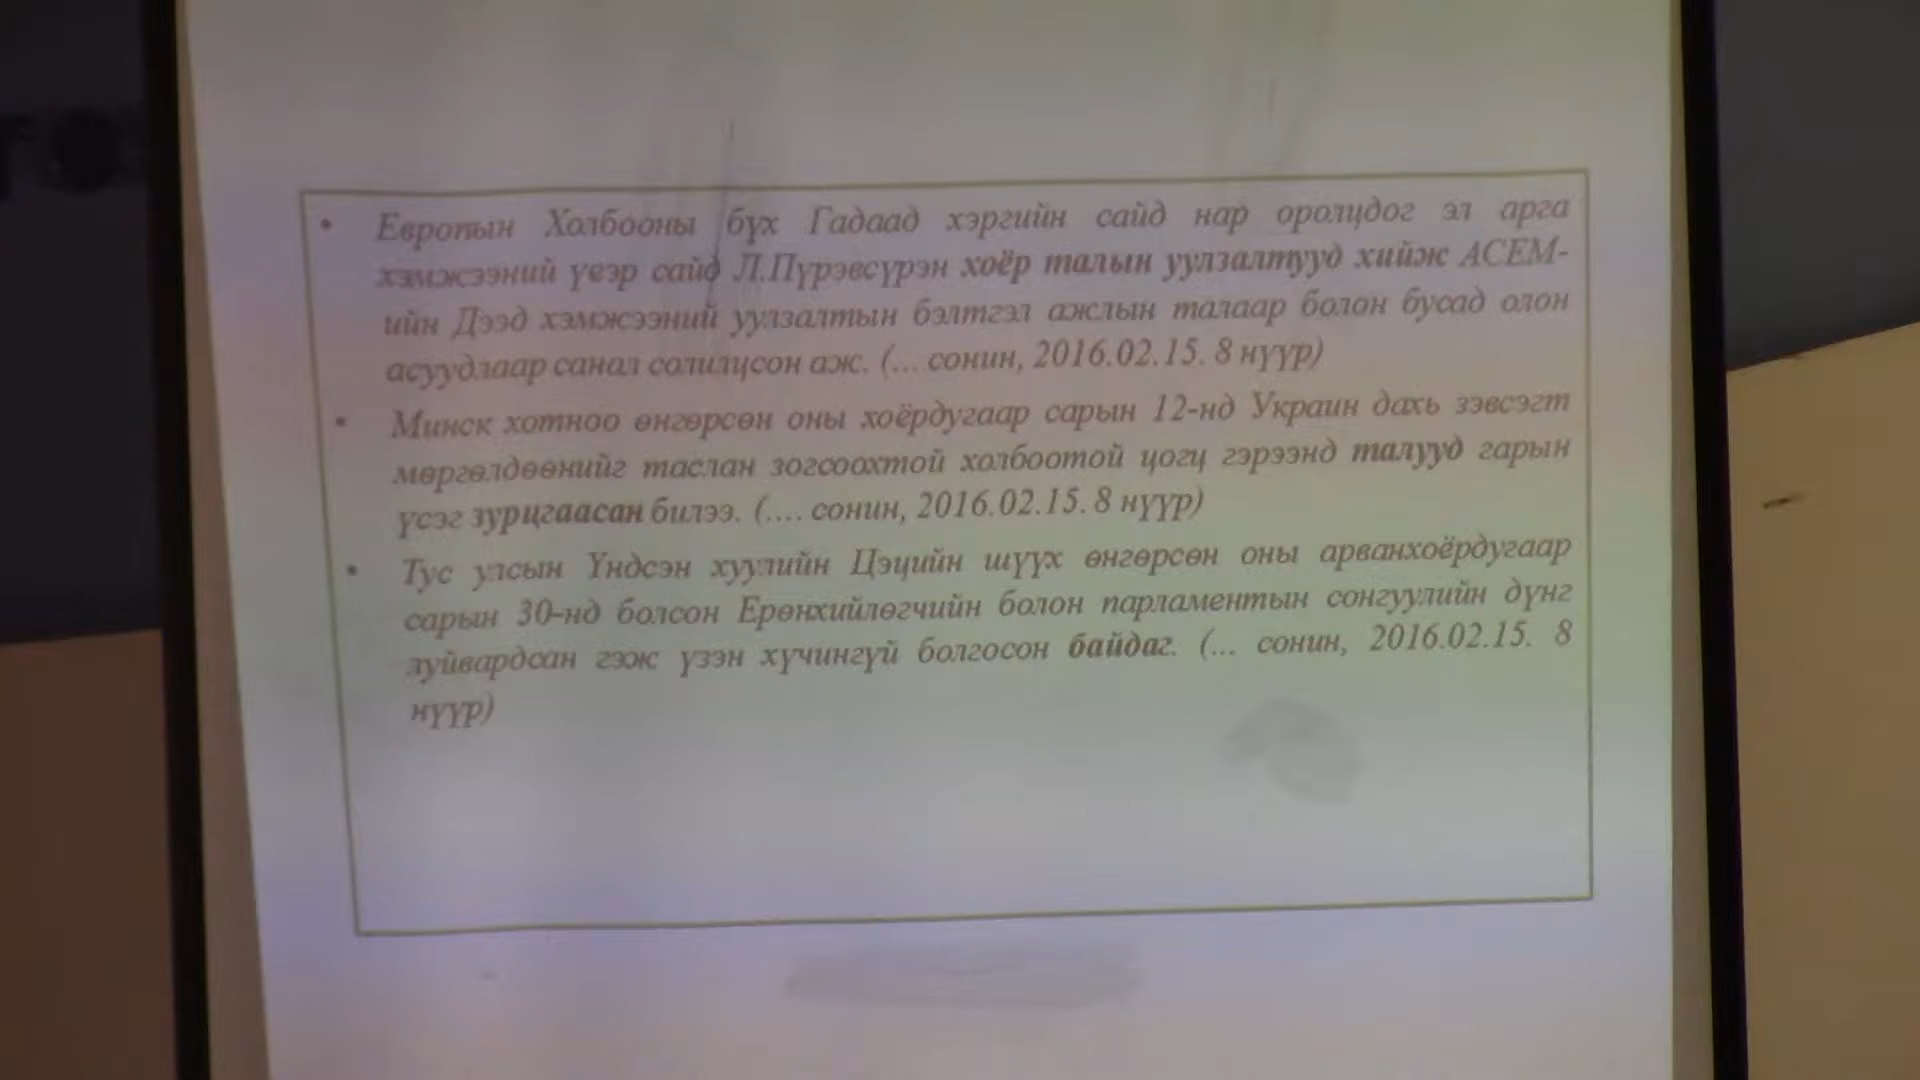 • Европын Холбооны бүх Гадаад хэргийн сайд нар оролцдог эл арга
хэмжээний үеэр сайд Л.Пүрэвсүрэн хоёр талын уулзалтууд хийж АСЕМ-
ийн Дээд хэмжээний уулзалтын бэлтгэл ажлын талаар болон бусад олон
асуудлаар санал солилцсон аж. (... сонин, 2016.02.15. 8 нүүр)
• Минск хотноо өнгөрсөн оны хоёрдугаар сарын 12-нд Украин дахь зэвсэгт
мөргөлдөөнийг таслан зогсоохтой холбоотой цогц гэрээнд талууд гарын
үсэг зурцгаасан билээ. (.... сонин, 2016.02.15. 8 нүүр)
• Тус улсын Үндсэн хуулийн Цэцийн шүүх өнгөрсөн оны арванхоёрдугаар
сарын 30-нд болсон Ерөнхийлөгчийн болон парламентын сонгуулийн дүнг
луйвардсан гэж үзэн хүчингүй болгосон байдаг. (... сонин, 2016.02.15. 8
нүүр)